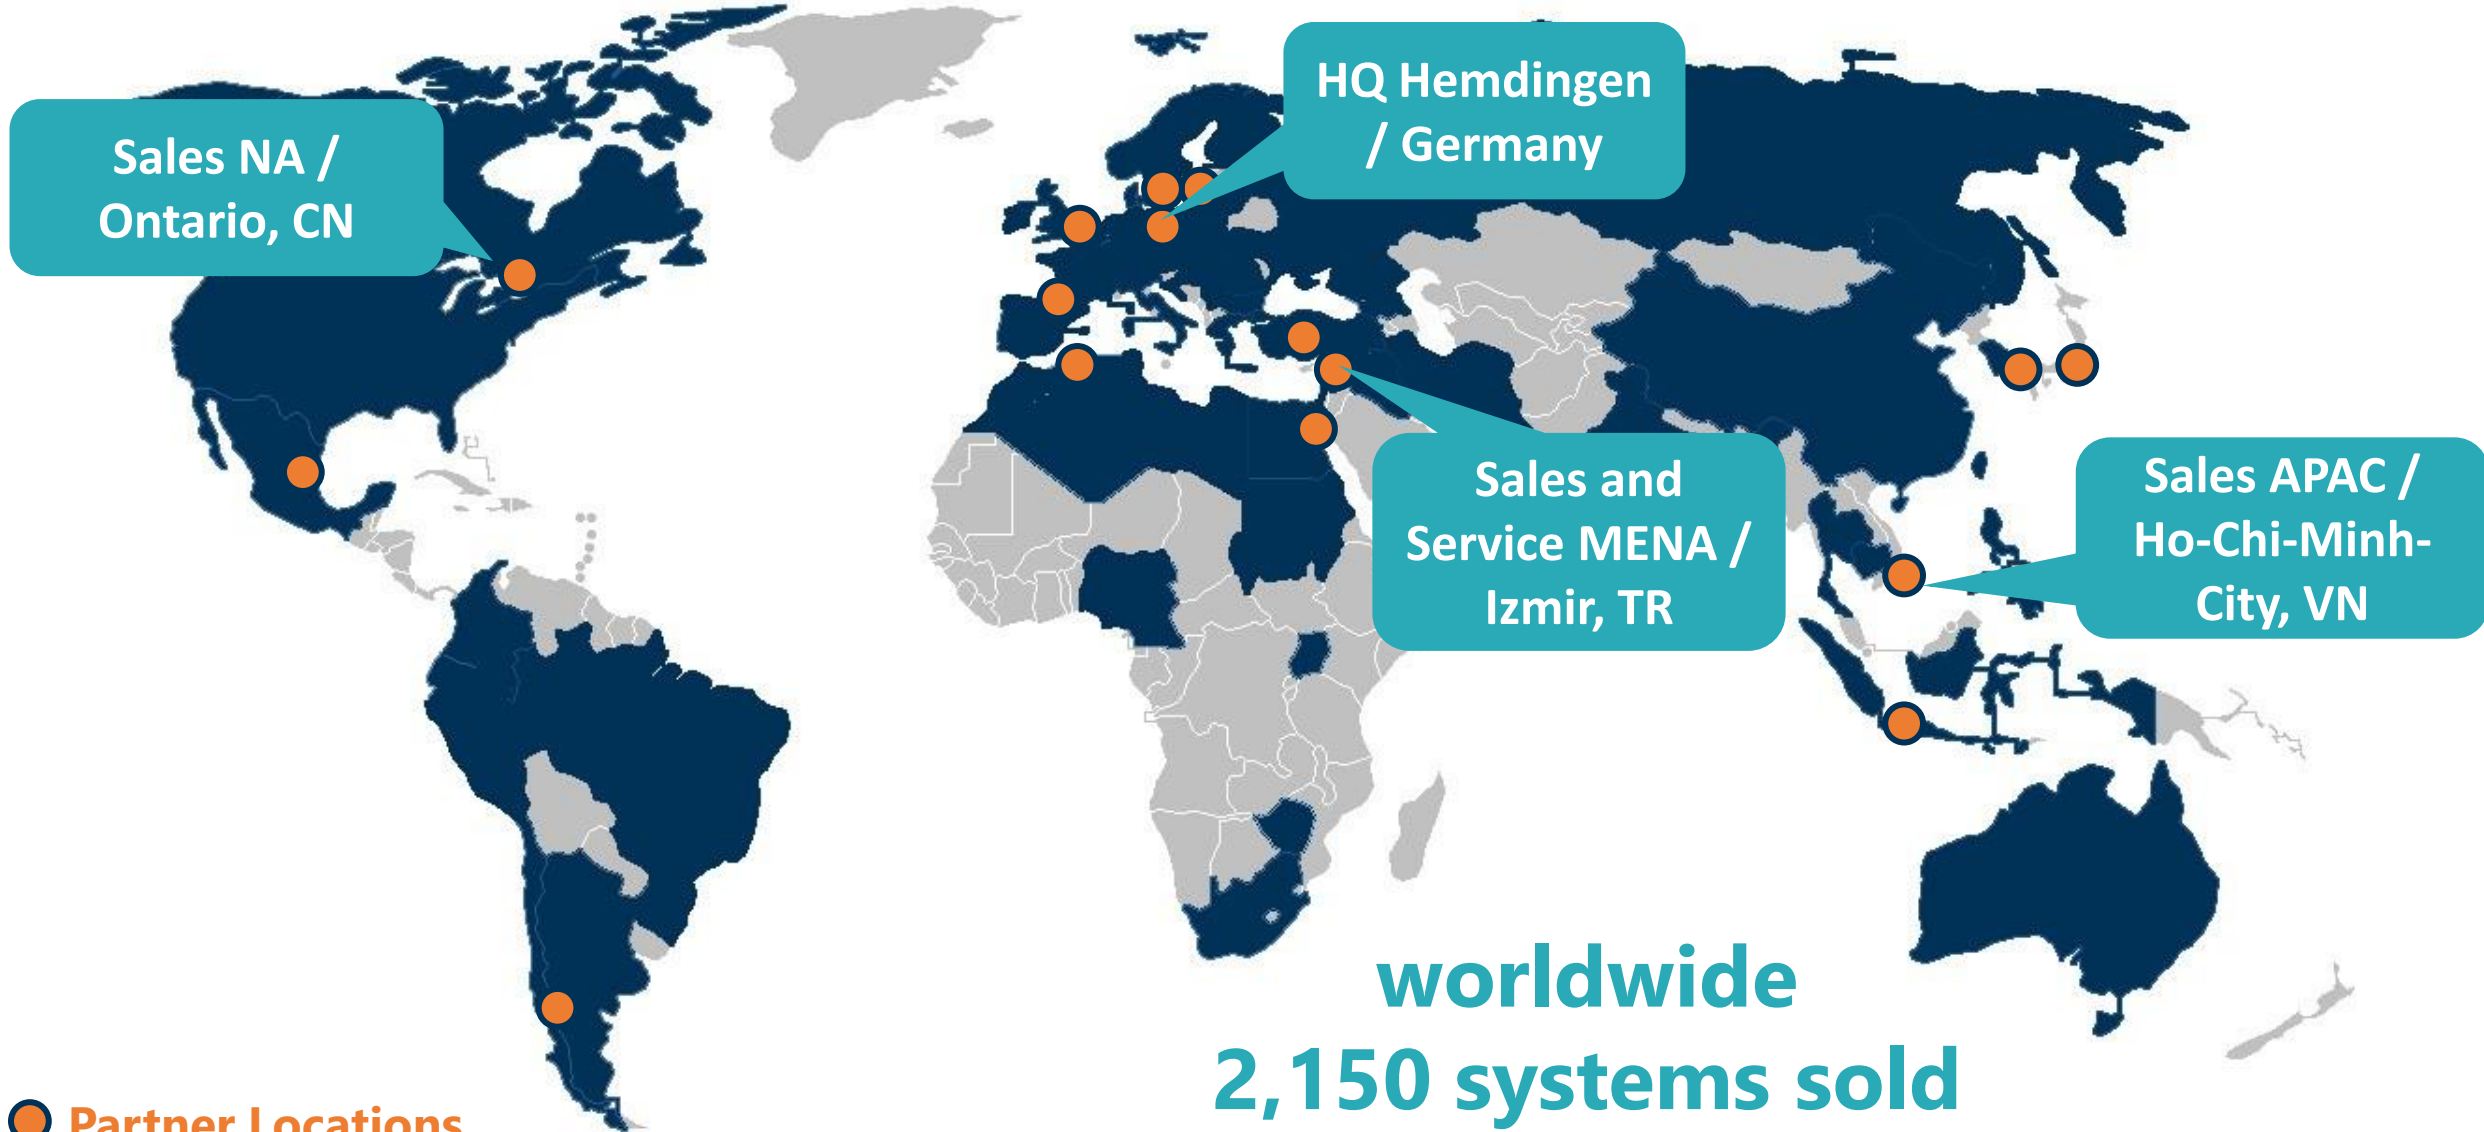 HQ Hemdingen
/ Germany
Sales NA /
Ontario, CN
Sales and
Service MENA /
Izmir, TR
Sales APAC /
Ho-Chi-Minh-
City, VN
worldwide
2,150 systems sold
Partner Locations